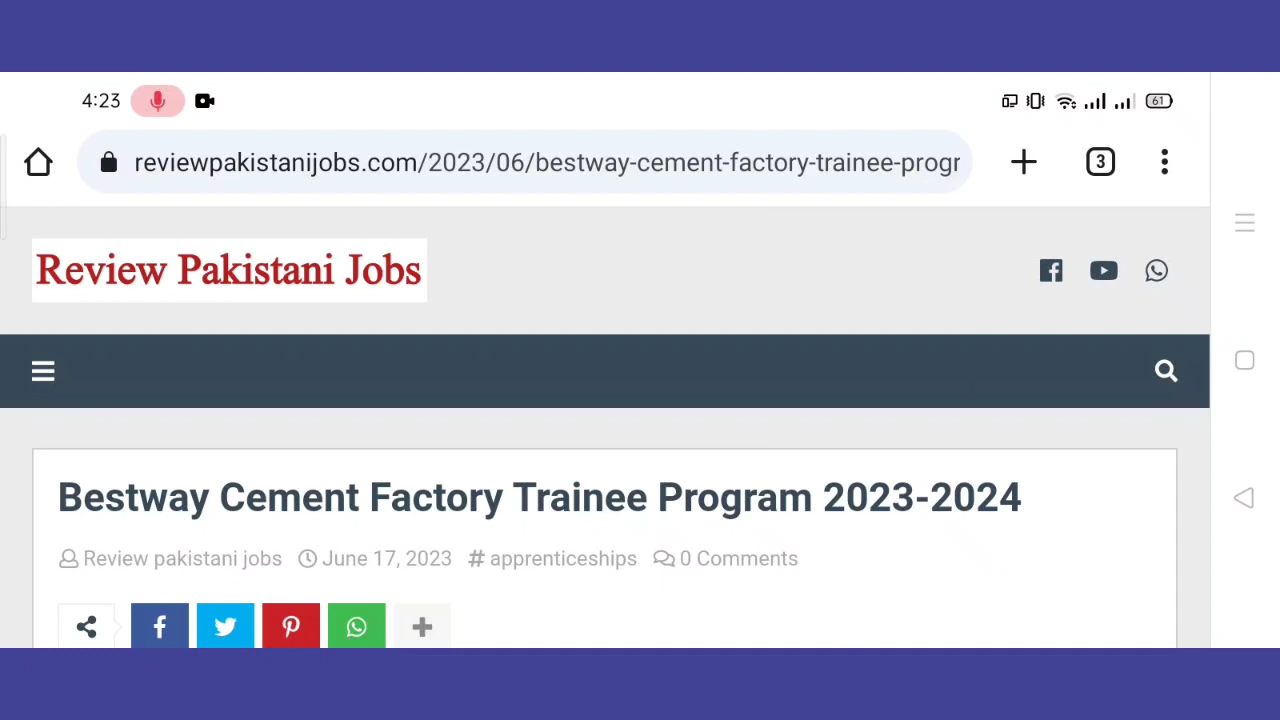 4:23
61
reviewpakistanijobs.com/2023/06/bestway-cement-factory-trainee-progr
3
Review Pakistani Jobs
Bestway Cement Factory Trainee Program 2023-2024
Review pakistani jobs June 17, 2023 # apprenticeships 0 Comments